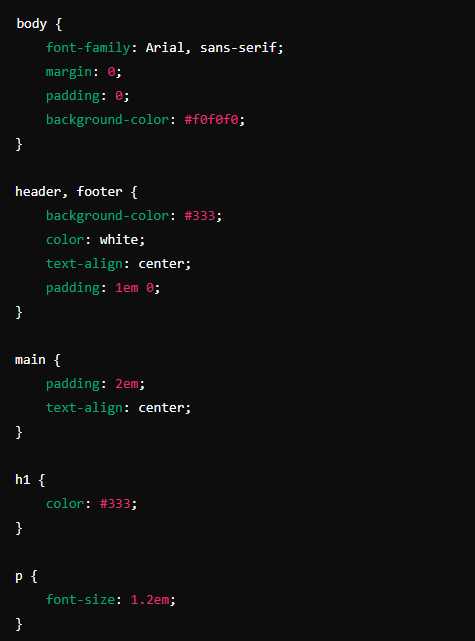 body {
    font-family: Arial, sans-serif;
    margin: 0;
    padding: 0;
    background-color: #f0f0f0;
}

header, footer {
    background-color: #333;
    color: white;
    text-align: center;
    padding: 1em 0;
}

main {
    padding: 2em;
    text-align: center;
}

h1 {
    color: #333;
}

p {
    font-size: 1.2em;
}